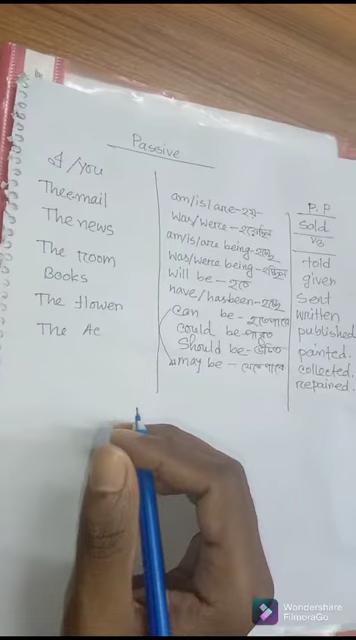 Passive
I/you
The email
The news
The room
Books
The flower
The Ac
am/is/are-হয়
was/were-হয়েছিল
am/is/are being-হচ্ছে
was/were being-হচ্ছিল
will be-হবে
have/has been-হয়েছে
can be-হতে পারে
could be-পারত
Should be-উচিত
may be-যেতে পারে
P.P
sold
V3
told
given
sent
written
published
painted.
collected.
repaired.
Wondershare
FilmoraGo